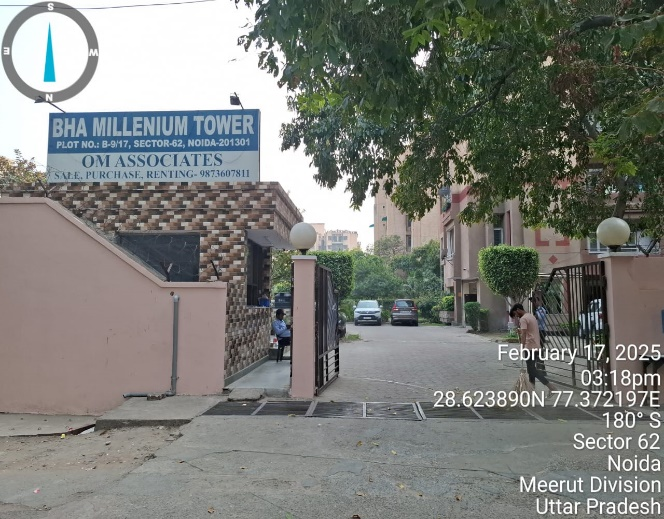 S
E
W
N
BHA MILLENIUM TOWER
PLOT NO.: B-9/17, SECTOR-62, NOIDA-201301
OM ASSOCIATES
SALE, PURCHASE, RENTING- 9873607811
February 17, 2025
03:18pm
28.623890N 77.372197E
180° S
Sector 62
Noida
Meerut Division
Uttar Pradesh